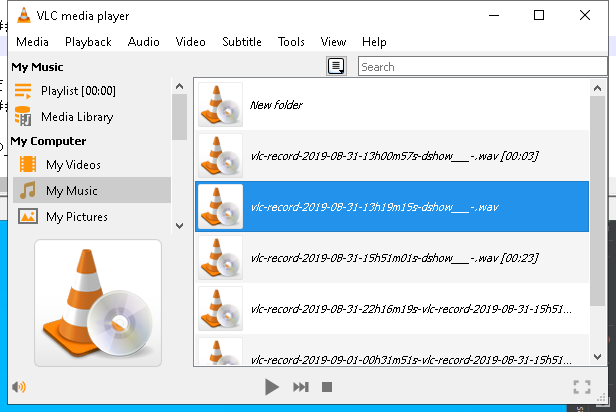 VLC media player
Media Playback Audio Video Subtitle Tools View Help
My Music
Search
Playlist [00:00]
Media Library
My Computer
My Videos
My Music
My Pictures
New folder
vlc-record-2019-08-31-13h00m57s-dshow___-.wav [00:03]
vlc-record-2019-08-31-13h19m15s-dshow___-.wav
vlc-record-2019-08-31-15h51m01s-dshow___-.wav [00:23]
vlc-record-2019-08-31-22h16m19s-vlc-record-2019-08-31-15h51...
vlc-record-2019-09-01-00h31m51s-vlc-record-2019-08-31-15h51...